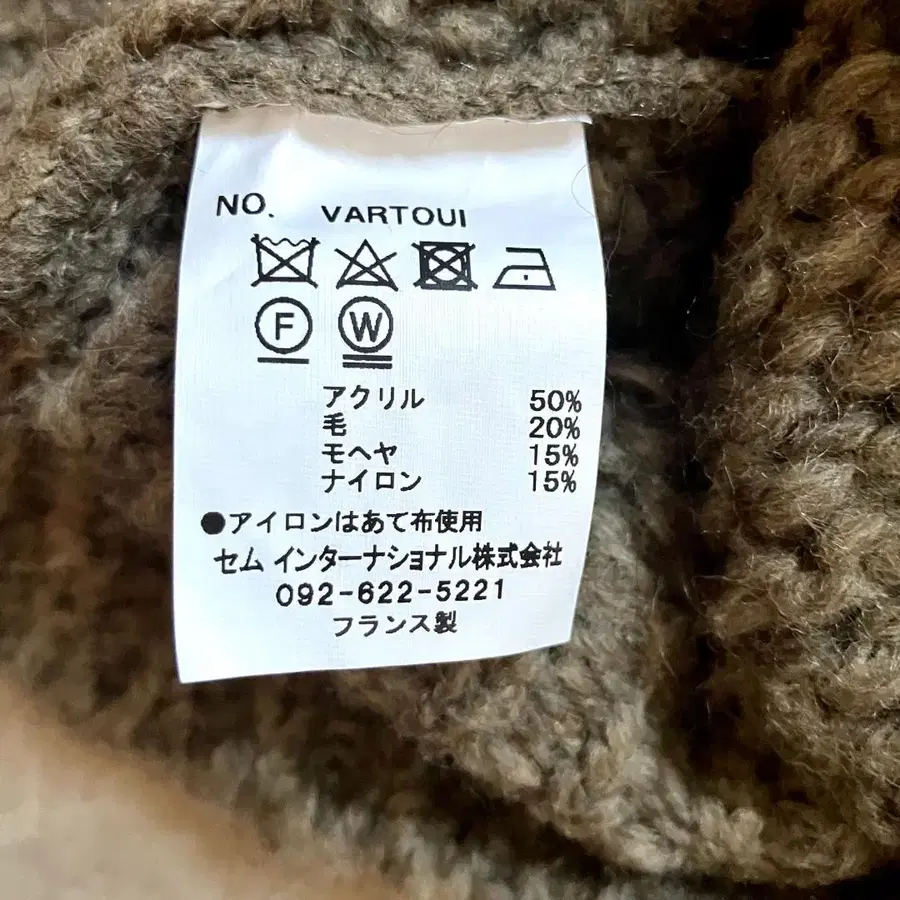 NO. VARTOUI
F W
アクリル 50%
毛 20%
モヘヤ 15%
ナイロン 15%
●アイロンはあて布使用
セム インターナショナル株式会社
092-622-5221
フランス製